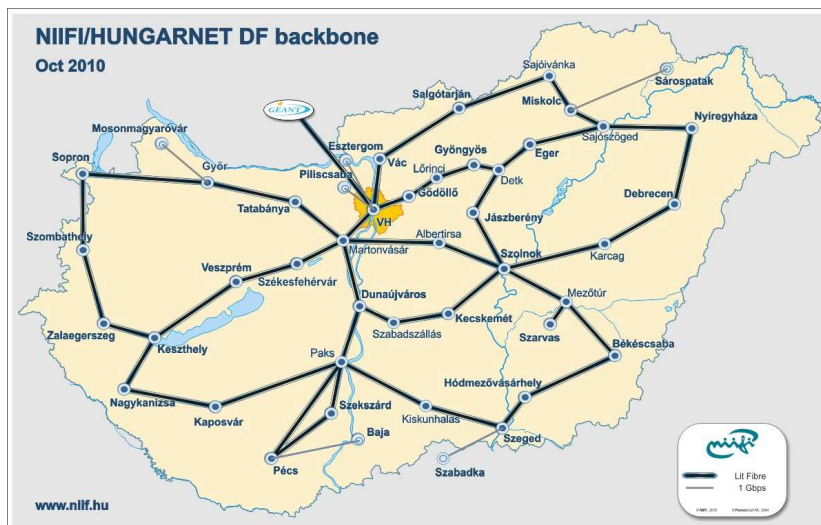 NIIFI/HUNGARNET DF backbone
Oct 2010
Sajóivánka
Sárospatak
Salgótarján
Miskolc
GÉANT
Mosonmagyaróvár
Esztergom
Nyíregyháza
Sajószöged
Vác
Gyöngyös
Eger
Sopron
Győr
Piliscsaba
Lőrinci
Detk
Gödöllő
Debrecen
Tatabánya
VH
Jászberény
Szombathely
Martonvásár
Albertirsa
Szolnok
Karcag
Veszprém
Székesfehérvár
Mezőtúr
Dunaújváros
Zalaegerszeg
Keszthely
Szabadszállás
Kecskemét
Szarvas
Békéscsaba
Paks
Nagykanizsa
Hódmezővásárhely
Kaposvár
Szekszárd
Kiskunhalas
Baja
Szeged
Pécs
Szabadka
niifi
Lit Fibre
1 Gbps
www.niif.hu